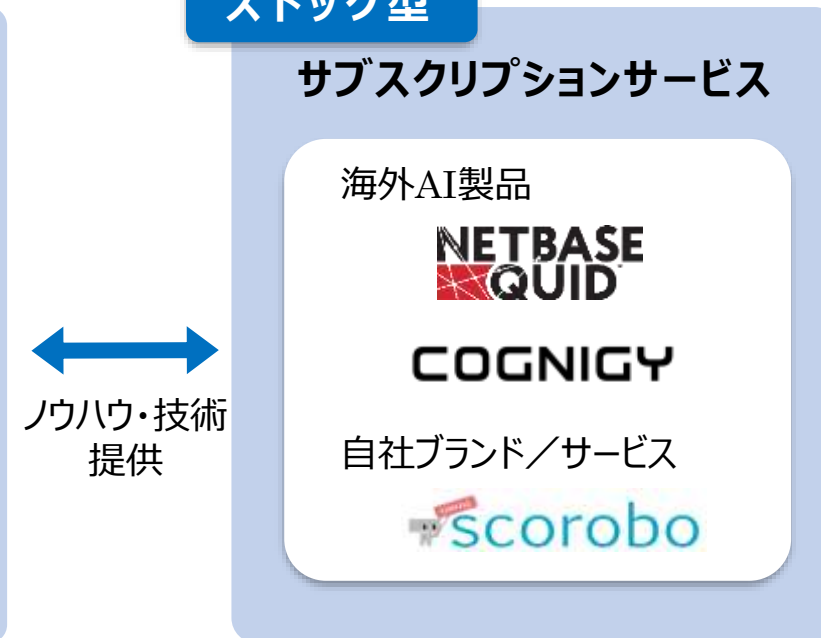 ストック型
サブスクリプションサービス
海外AI製品
NETBASE
QUID
COGNIGY
ノウハウ・技術
提供
自社ブランド／サービス
scorobo